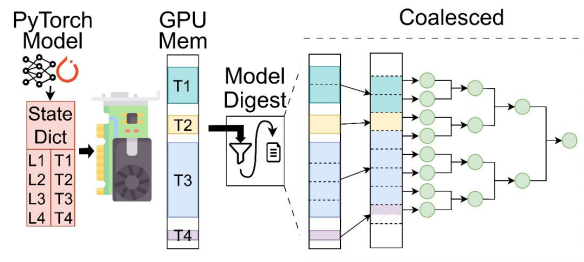 PyTorch
Model
GPU
Mem
Coalesced
Model
Digest
State
Dict
L1 T1
L2 T2
L3 T3
L4 T4
T1
T2
T3
T4